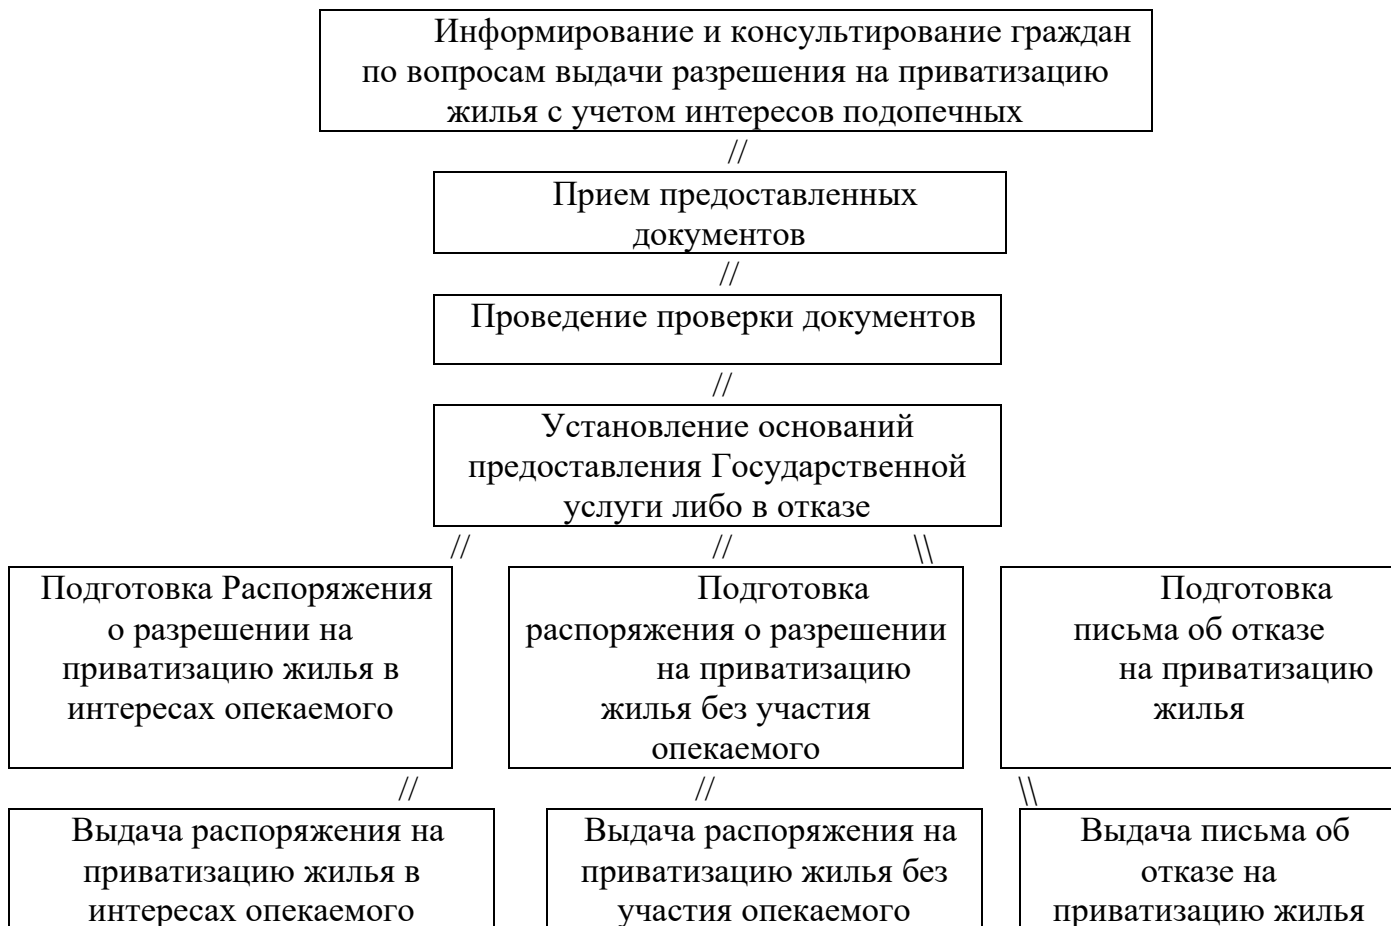 Информирование и консультирование граждан
по вопросам выдачи разрешения на приватизацию
жилья с учетом интересов подопечных
//
Прием предоставленных
документов
//
Проведение проверки документов
//
Установление оснований
предоставления Государственной
услуги либо в отказе
// // \\
Подготовка Распоряжения
о разрешении на
приватизацию жилья в
интересах опекаемого
Подготовка
распоряжения о разрешении
на приватизацию
жилья без участия
опекаемого
Подготовка
письма об отказе
на приватизацию
жилья
// // \\
Выдача распоряжения на
приватизацию жилья в
интересах опекаемого
Выдача распоряжения на
приватизацию жилья без
участия опекаемого
Выдача письма об
отказе на
приватизацию жилья